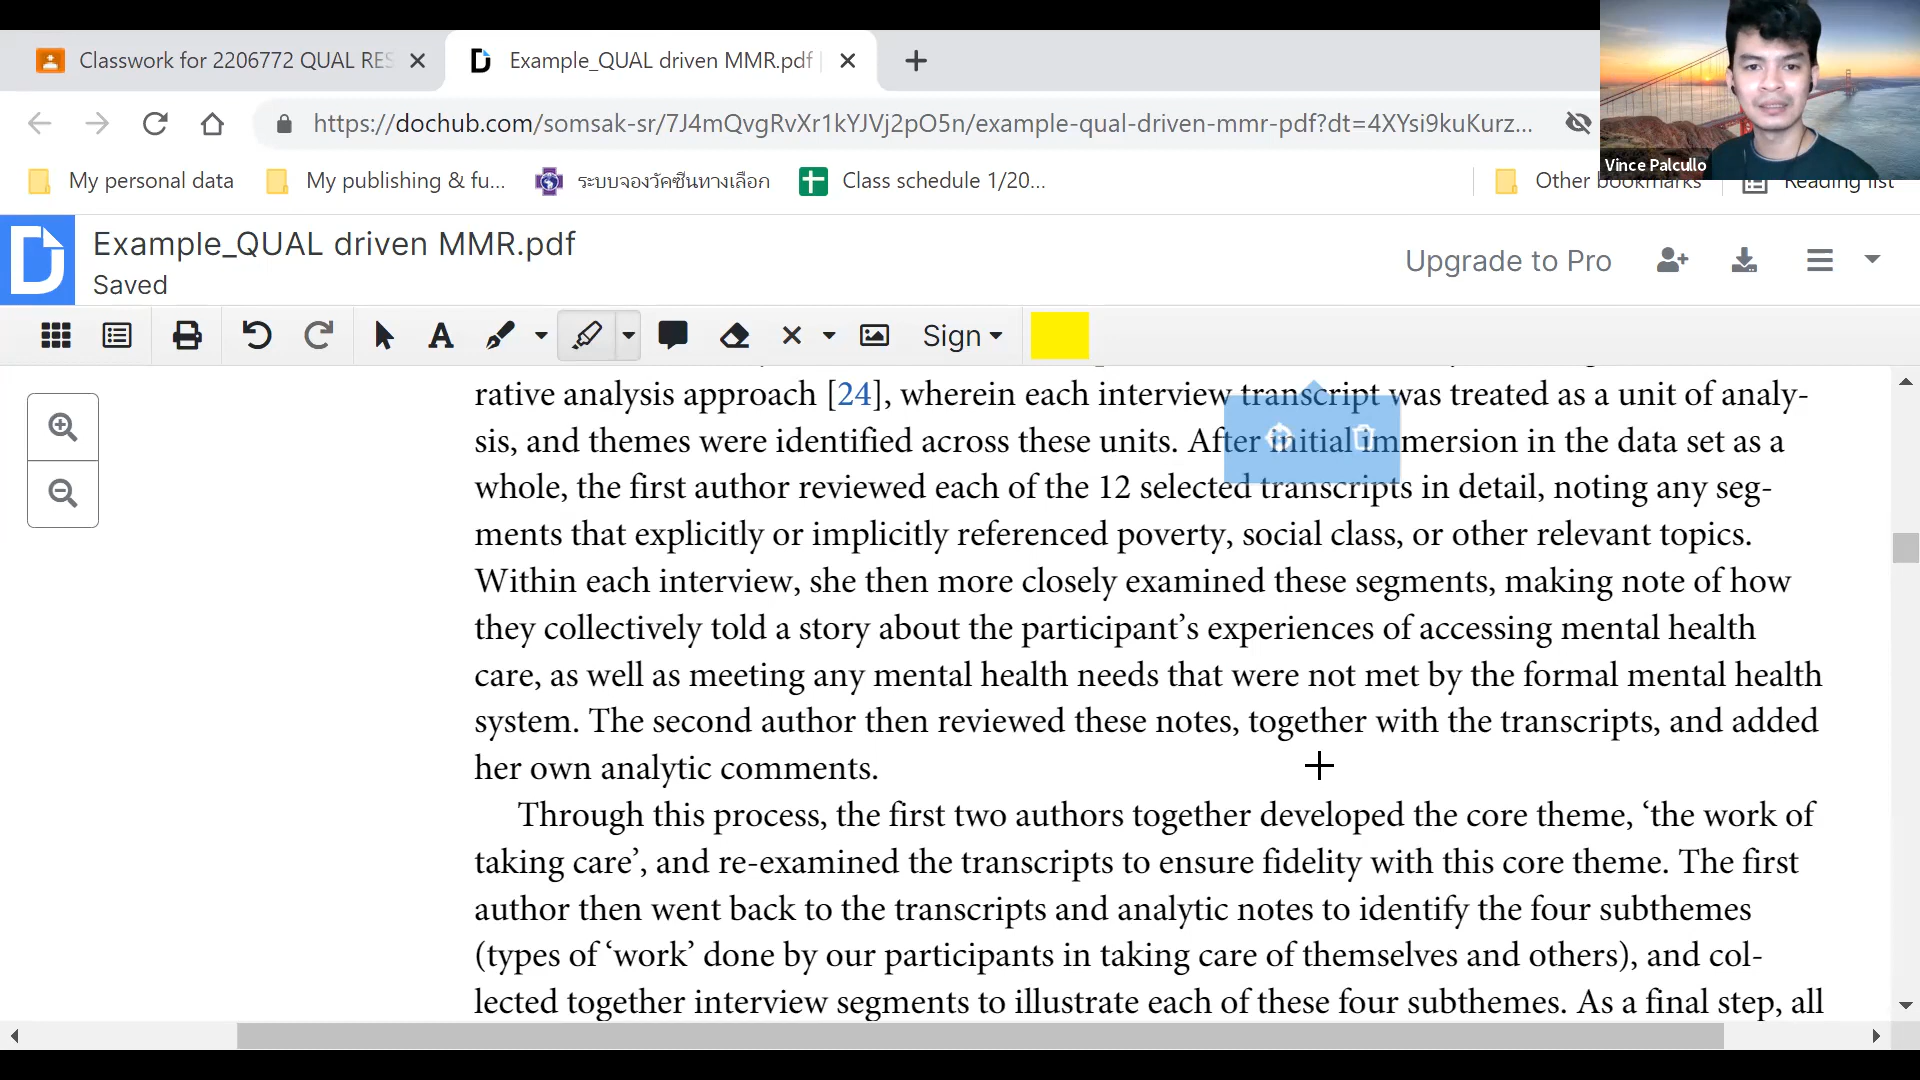 Classwork for 2206772 QUAL RES
Example_QUAL driven MMR.pdf
https://dochub.com/somsak-sr/7J4mQvgRvXr1kYJVj2pO5n/example-qual-driven-mmr-pdf?dt=4XYsi9kuKurz...
Vince Palcullo
My personal data
My publishing & fu...
ระบบจองวัคซีนทางเลือก
Class schedule 1/20...
Other bookmarks
Reading list
Example_QUAL driven MMR.pdf
Saved
Upgrade to Pro
Sign
rative analysis approach [24], wherein each interview transcript was treated as a unit of analy-
sis, and themes were identified across these units. After initial immersion in the data set as a
whole, the first author reviewed each of the 12 selected transcripts in detail, noting any seg-
ments that explicitly or implicitly referenced poverty, social class, or other relevant topics.
Within each interview, she then more closely examined these segments, making note of how
they collectively told a story about the participant's experiences of accessing mental health
care, as well as meeting any mental health needs that were not met by the formal mental health
system. The second author then reviewed these notes, together with the transcripts, and added
her own analytic comments.
Through this process, the first two authors together developed the core theme, ‘the work of
taking care’, and re-examined the transcripts to ensure fidelity with this core theme. The first
author then went back to the transcripts and analytic notes to identify the four subthemes
(types of ‘work’ done by our participants in taking care of themselves and others), and col-
lected together interview segments to illustrate each of these four subthemes. As a final step, all